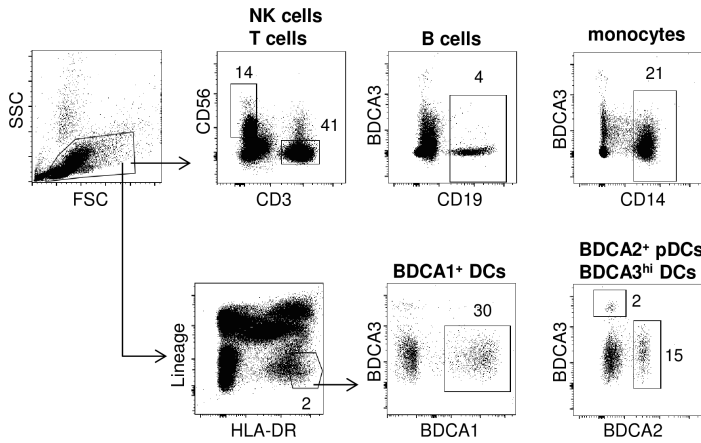 NK cells
T cells
B cells
monocytes
SSC
FSC
14
41
CD56
CD3
4
BDCA3
CD19
21
BDCA3
CD14
BDCA1⁺ DCs
BDCA2⁺ pDCs
BDCA3ʰⁱ DCs
Lineage
2
HLA-DR
30
BDCA3
BDCA1
2
15
BDCA3
BDCA2